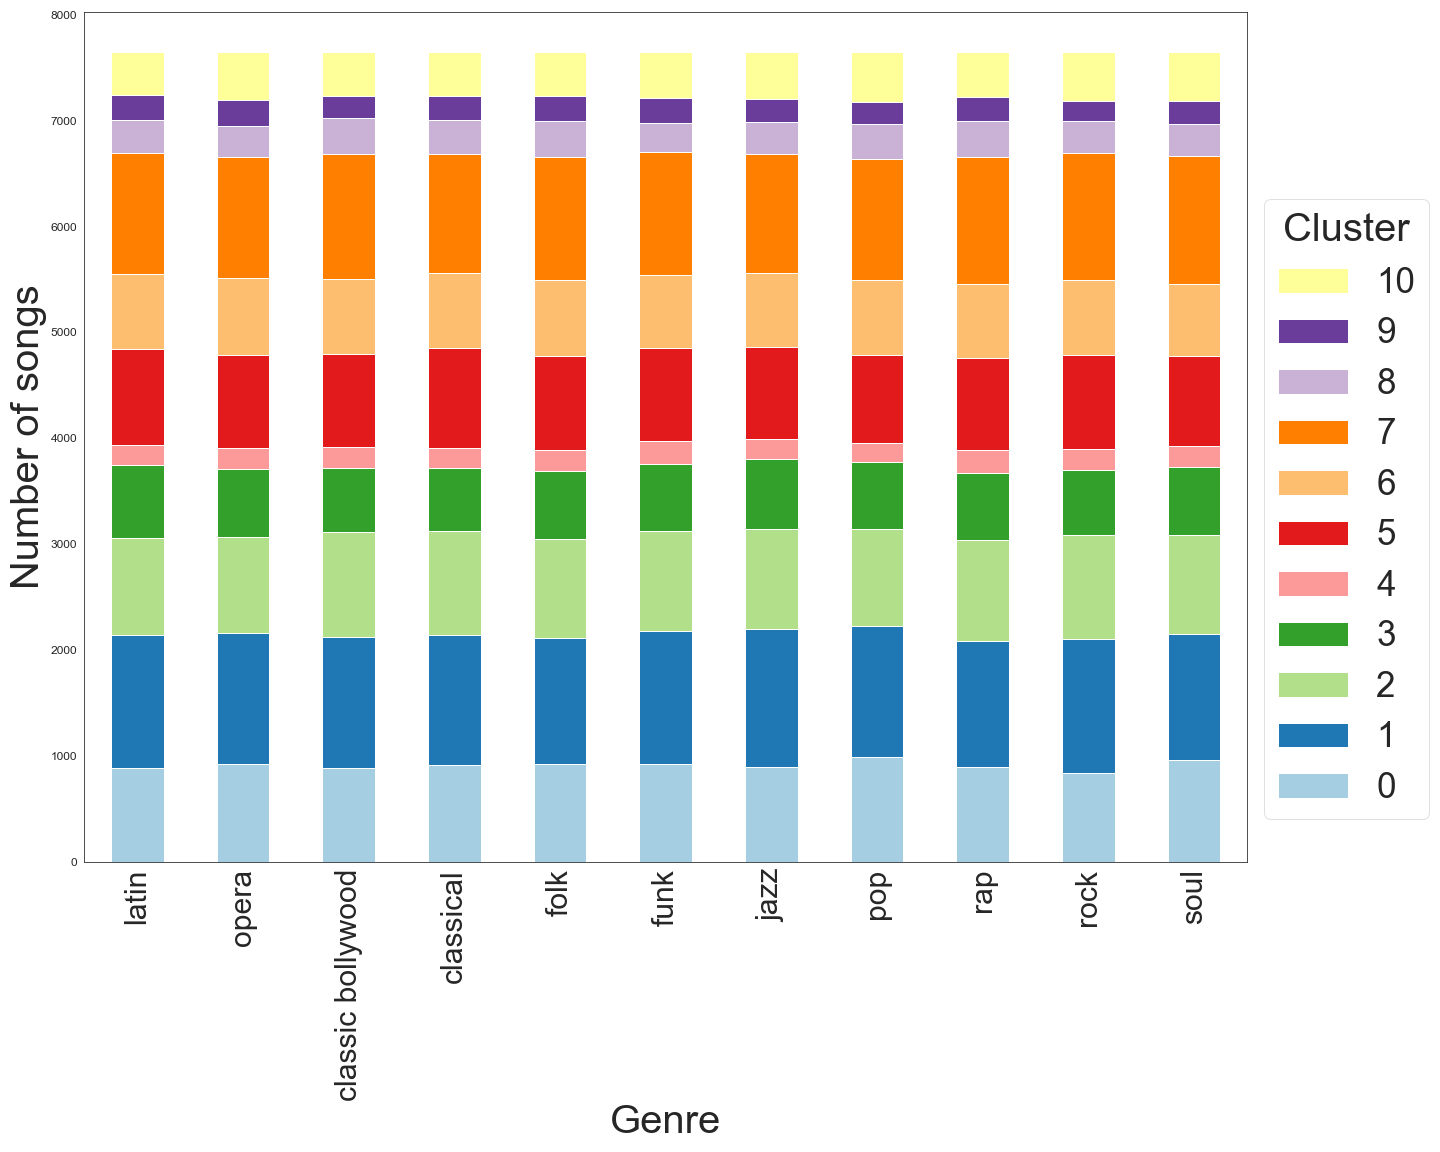 8000
7000
6000
5000
4000
3000
2000
1000
0
Number of songs
latin
opera
classic bollywood
classical
folk
funk
jazz
pop
rap
rock
soul
Genre
Cluster
10
9
8
7
6
5
4
3
2
1
0